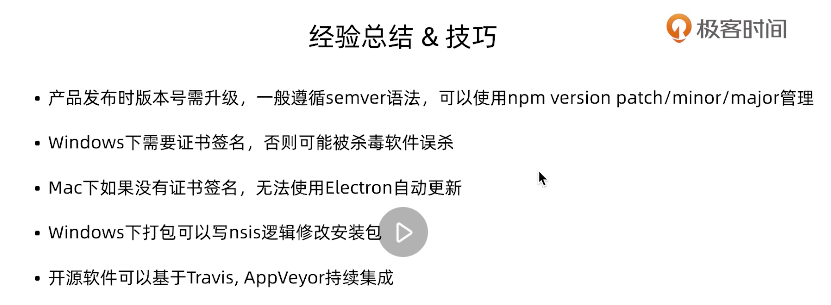 经验总结 & 技巧
极客时间
• 产品发布时版本号需升级，一般遵循semver语法，可以使用npm version patch/minor/major管理
• Windows下需要证书签名，否则可能被杀毒软件误杀
• Mac下如果没有证书签名，无法使用Electron自动更新
• Windows下打包可以写nsis逻辑修改安装包
• 开源软件可以基于Travis, AppVeyor持续集成